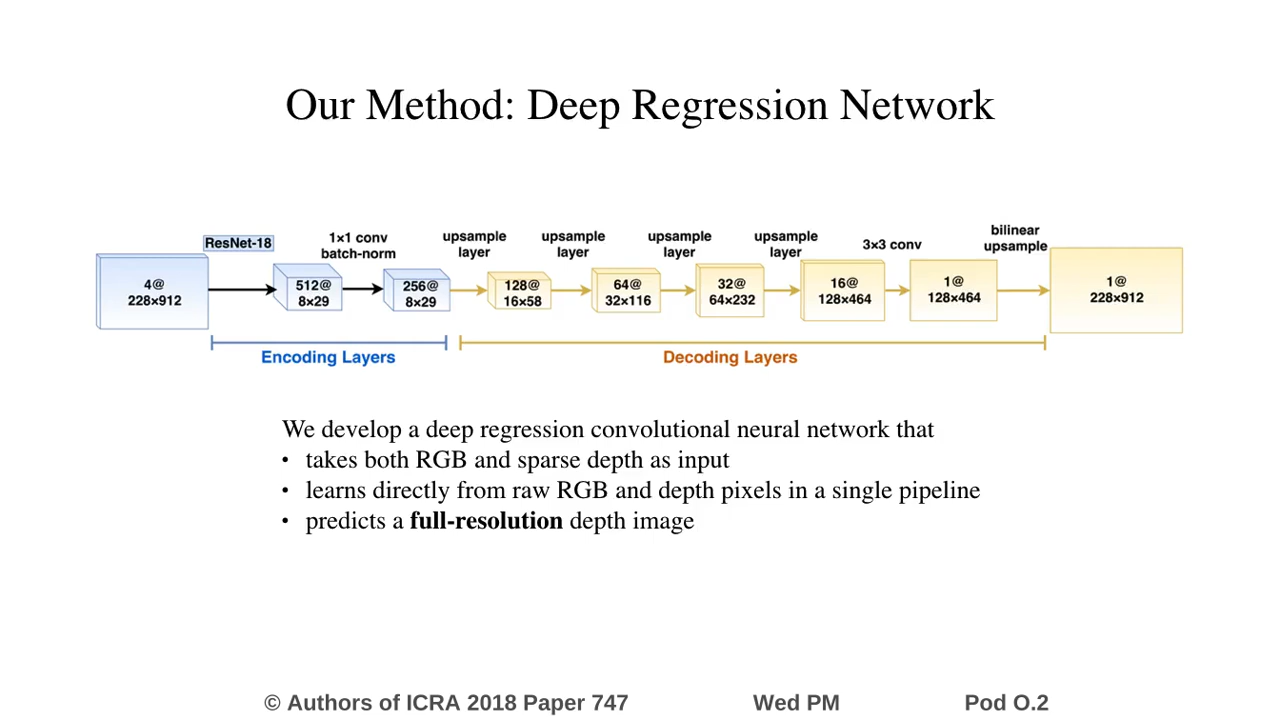 Our Method: Deep Regression Network
ResNet-18
1×1 conv
batch-norm
upsample
layer
upsample
layer
upsample
layer
upsample
layer
3×3 conv
bilinear
upsample
4@
228×912
512@
8×29
256@
8×29
128@
16×58
64@
32×116
32@
64×232
16@
128×464
1@
128×464
1@
228×912
Encoding Layers
Decoding Layers
We develop a deep regression convolutional neural network that
• takes both RGB and sparse depth as input
• learns directly from raw RGB and depth pixels in a single pipeline
• predicts a full-resolution depth image
© Authors of ICRA 2018 Paper 747 Wed PM Pod O.2